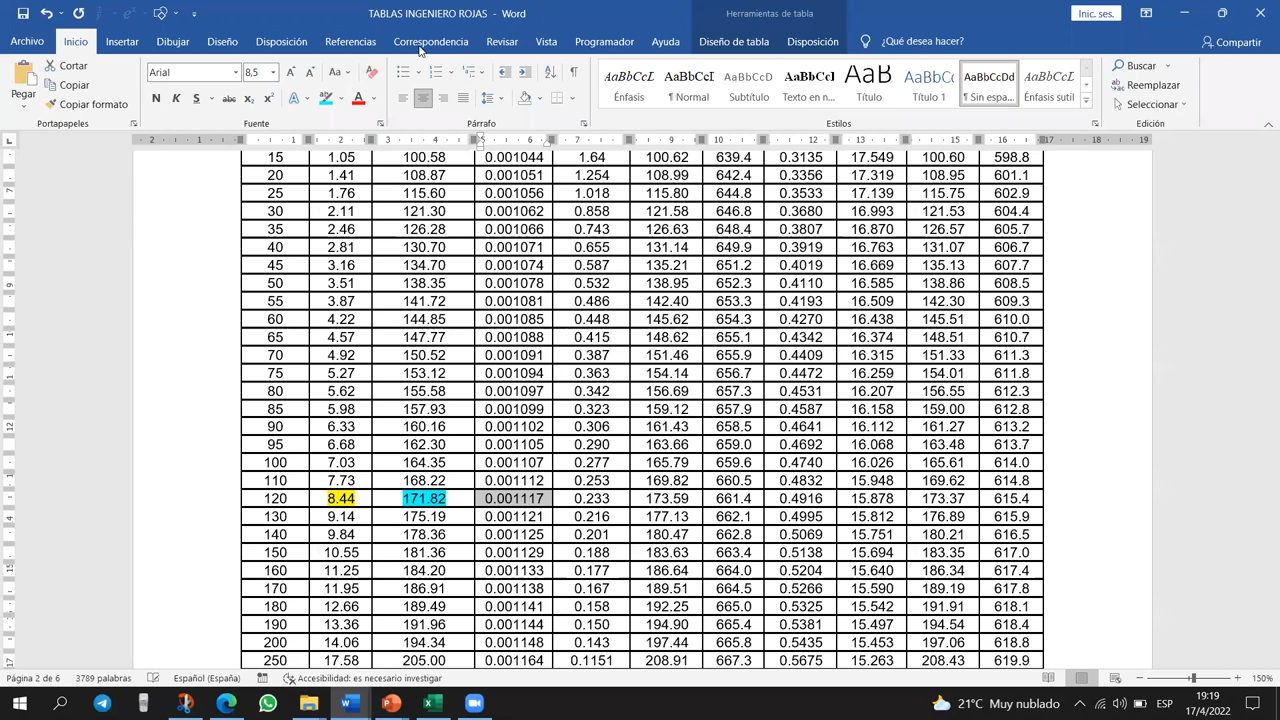 TABLAS INGENIERO ROJAS - Word
Herramientas de tabla
Inic. ses.
Archivo Inicio Insertar Dibujar Diseño Disposición Referencias Correspondencia Revisar Vista Programador Ayuda Diseño de tabla Disposición ¿Qué desea hacer? Compartir
Pegar
Cortar
Copiar
Copiar formato
Portapapeles
Arial 8,5
Fuente
Párrafo
AaBbCcL Énfasis
AaBbCcL ¶ Normal
AaBbCcD Subtítulo
AaBbCcl Texto en n...
AaB Título
AaBbC Título 1
AaBbCcDd ¶ Sin espa...
AaBbCcL Énfasis sutil
Estilos
Buscar
Reemplazar
Seleccionar
Edición
2 1 1 2 3 4 5 6 7 8 9 10 11 12 13 14 15 16 17 18 19
15 1.05 100.58 0.001044 1.64 100.62 639.4 0.3135 17.549 100.60 598.8
20 1.41 108.87 0.001051 1.254 108.99 642.4 0.3356 17.319 108.95 601.1
25 1.76 115.60 0.001056 1.018 115.80 644.8 0.3533 17.139 115.75 602.9
30 2.11 121.30 0.001062 0.858 121.58 646.8 0.3680 16.993 121.53 604.4
35 2.46 126.28 0.001066 0.743 126.63 648.4 0.3807 16.870 126.57 605.7
40 2.81 130.70 0.001071 0.655 131.14 649.9 0.3919 16.763 131.07 606.7
45 3.16 134.70 0.001074 0.587 135.21 651.2 0.4019 16.669 135.13 607.7
50 3.51 138.35 0.001078 0.532 138.95 652.3 0.4110 16.585 138.86 608.5
55 3.87 141.72 0.001081 0.486 142.40 653.3 0.4193 16.509 142.30 609.3
60 4.22 144.85 0.001085 0.448 145.62 654.3 0.4270 16.438 145.51 610.0
65 4.57 147.77 0.001088 0.415 148.62 655.1 0.4342 16.374 148.51 610.7
70 4.92 150.52 0.001091 0.387 151.46 655.9 0.4409 16.315 151.33 611.3
75 5.27 153.12 0.001094 0.363 154.14 656.7 0.4472 16.259 154.01 611.8
80 5.62 155.58 0.001097 0.342 156.69 657.3 0.4531 16.207 156.55 612.3
85 5.98 157.93 0.001099 0.323 159.12 657.9 0.4587 16.158 159.00 612.8
90 6.33 160.16 0.001102 0.306 161.43 658.5 0.4641 16.112 161.27 613.2
95 6.68 162.30 0.001105 0.290 163.66 659.0 0.4692 16.068 163.48 613.7
100 7.03 164.35 0.001107 0.277 165.79 659.6 0.4740 16.026 165.61 614.0
110 7.73 168.22 0.001112 0.253 169.82 660.5 0.4832 15.948 169.62 614.8
120 8.44 171.82 0.001117 0.233 173.59 661.4 0.4916 15.878 173.37 615.4
130 9.14 175.19 0.001121 0.216 177.13 662.1 0.4995 15.812 176.89 615.9
140 9.84 178.36 0.001125 0.201 180.47 662.8 0.5069 15.751 180.21 616.5
150 10.55 181.36 0.001129 0.188 183.63 663.4 0.5138 15.694 183.35 617.0
160 11.25 184.20 0.001133 0.177 186.64 664.0 0.5204 15.640 186.34 617.4
170 11.95 186.91 0.001138 0.167 189.51 664.5 0.5266 15.590 189.19 617.8
180 12.66 189.49 0.001141 0.158 192.25 665.0 0.5325 15.542 191.91 618.1
190 13.36 191.96 0.001144 0.150 194.90 665.4 0.5381 15.497 194.54 618.4
200 14.06 194.34 0.001148 0.143 197.44 665.8 0.5435 15.453 197.06 618.8
250 17.58 205.00 0.001164 0.1151 208.91 667.3 0.5675 15.263 208.43 619.9
Página 2 de 6 3789 palabras Español (España) Accesibilidad: es necesario investigar 150%
21°C Muy nublado ESP 19:19
17/4/2022